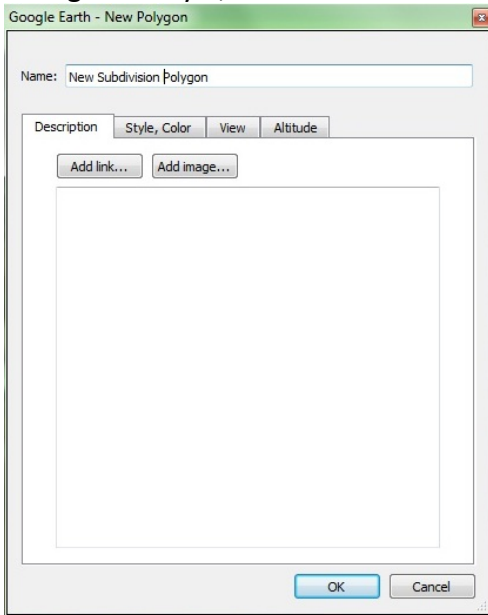 Google Earth - New Polygon
Name: New Subdivision Polygon
Description Style, Color View Altitude
Add link... Add image...
OK Cancel